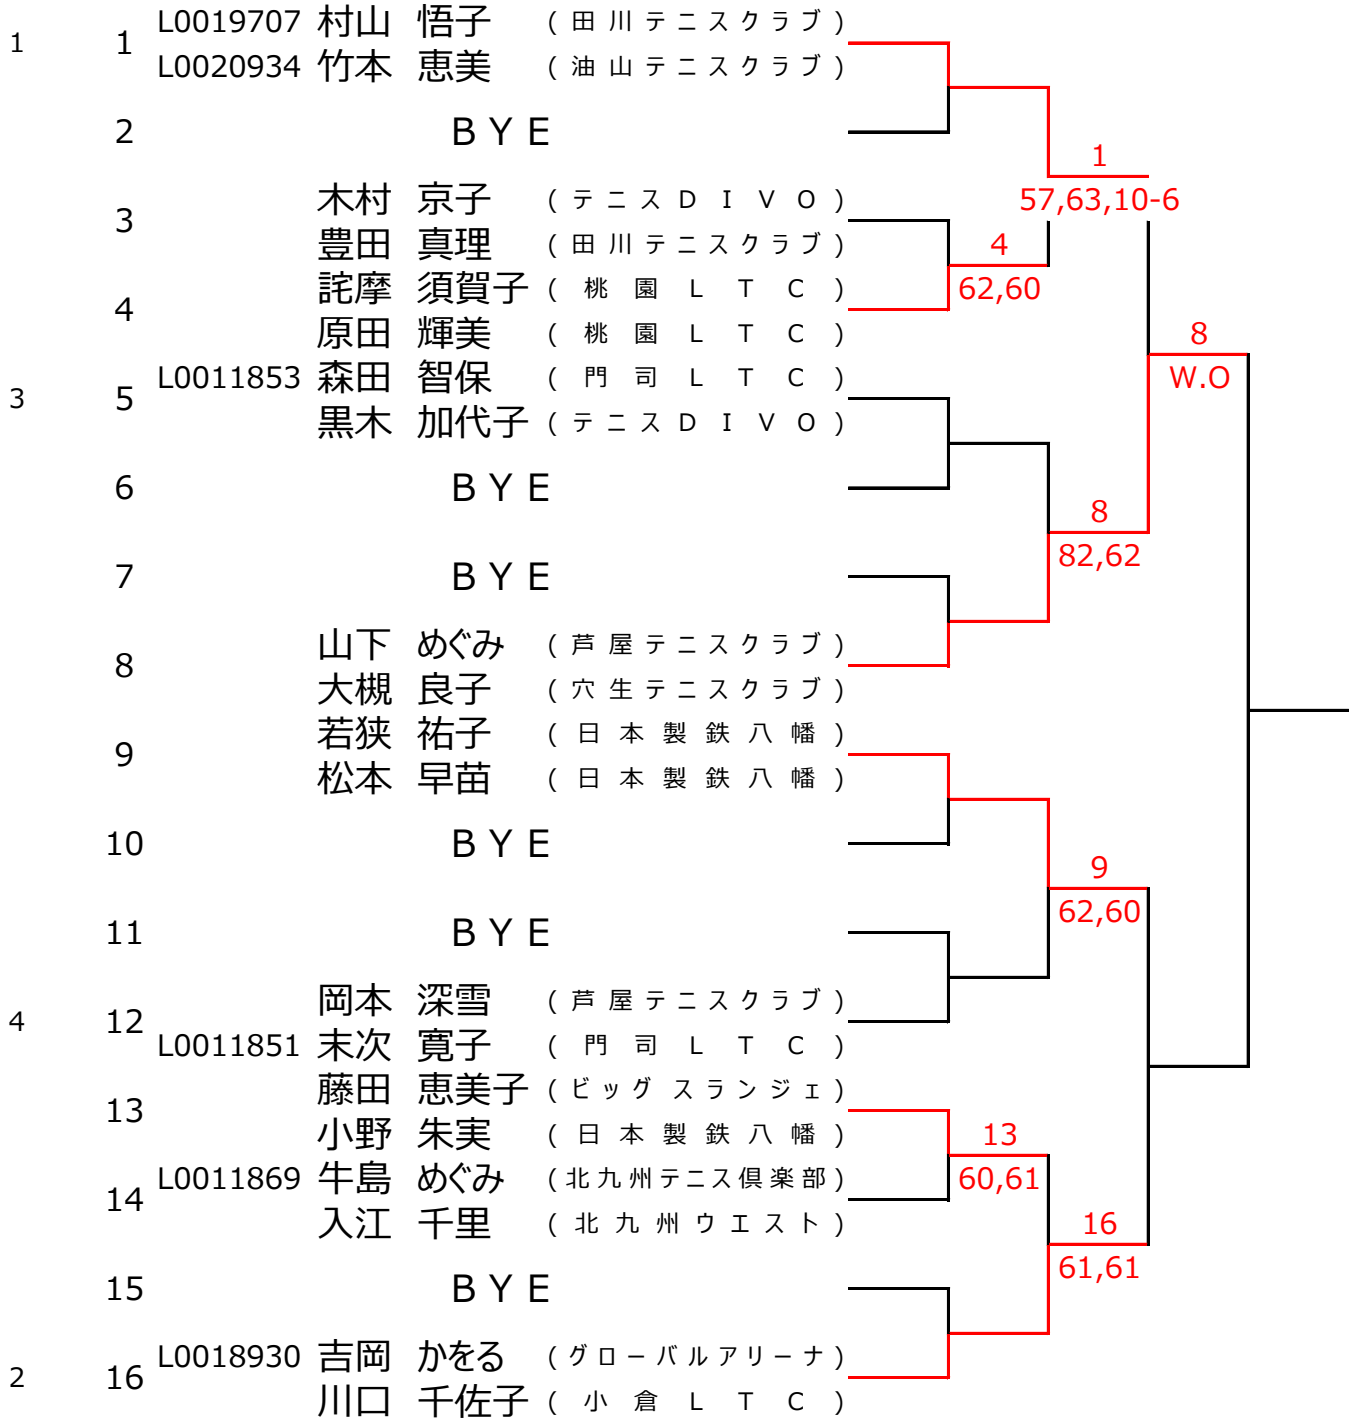 L0019707 村山 悟子 (田川テニスクラブ)
1 1
L0020934 竹本 恵美 (油山テニスクラブ)
2 BYE
1
木村 京子 (テニスDIVO)
57,63,10-6
3
豊田 真理 (田川テニスクラブ)
4
詫摩 須賀子 (桃園LTC)
62,60
4
原田 輝美 (桃園LTC)
8
L0011853 森田 智保 (門司LTC)
W.O
3 5
黒木 加代子 (テニスDIVO)
6 BYE
8
82,62
7 BYE
山下 めぐみ (芦屋テニスクラブ)
8
大槻 良子 (穴生テニスクラブ)
若狭 祐子 (日本製鉄八幡)
9
松本 早苗 (日本製鉄八幡)
10 BYE
9
62,60
11 BYE
岡本 深雪 (芦屋テニスクラブ)
4 12
L0011851 末次 寛子 (門司LTC)
藤田 恵美子 (ビッグスランジェ)
13
小野 朱実 (日本製鉄八幡)
13
L0011869 牛島 めぐみ (北九州テニス倶楽部)
60,61
14
入江 千里 (北九州ウエスト)
16
61,61
15 BYE
L0018930 吉岡 かをる (グローバルアリーナ)
2 16
川口 千佐子 (小倉LTC)